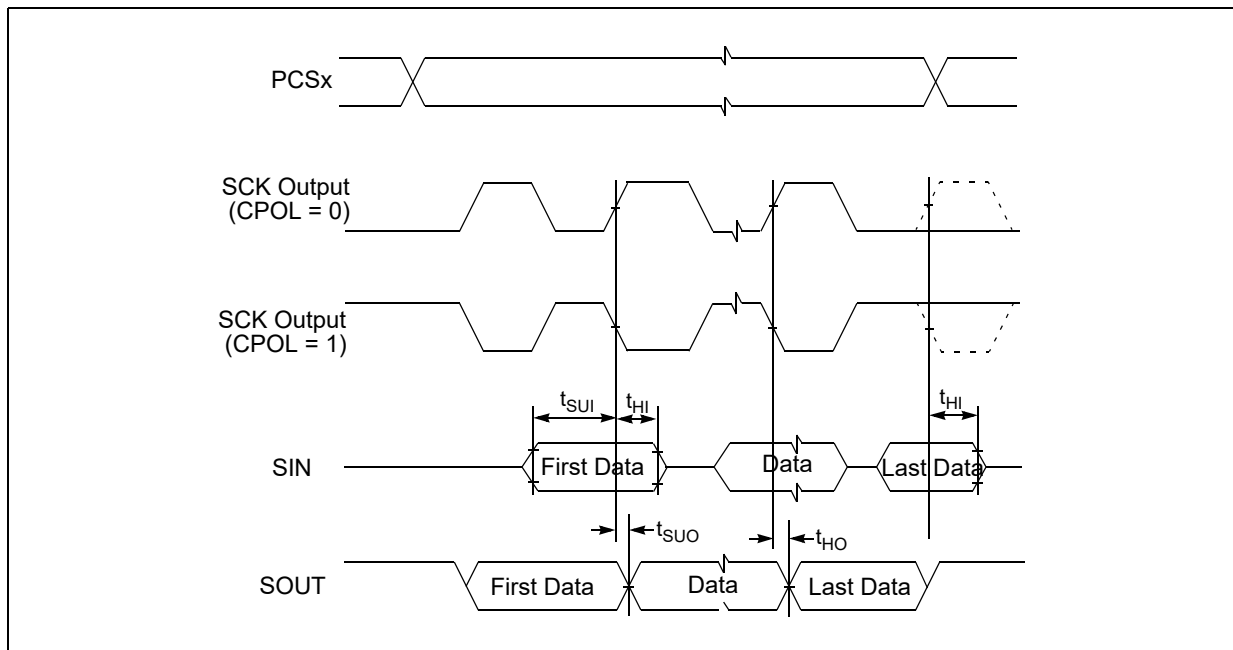 PCSx
SCK Output
(CPOL = 0)
SCK Output
(CPOL = 1)
tSUI
tHI
tHI
SIN
First Data
Data
Last Data
tSUO
tHO
SOUT
First Data
Data
Last Data